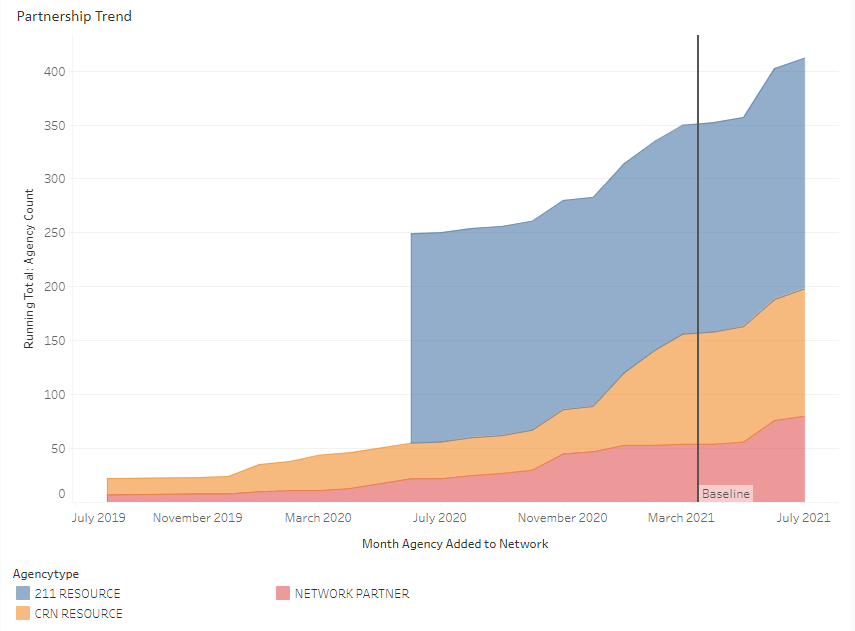 Partnership Trend
400
350
300
250
200
150
100
50
0
Running Total: Agency Count
Baseline
July 2019 November 2019 March 2020 July 2020 November 2020 March 2021 July 2021
Month Agency Added to Network
Agencytype
211 RESOURCE NETWORK PARTNER
CRN RESOURCE